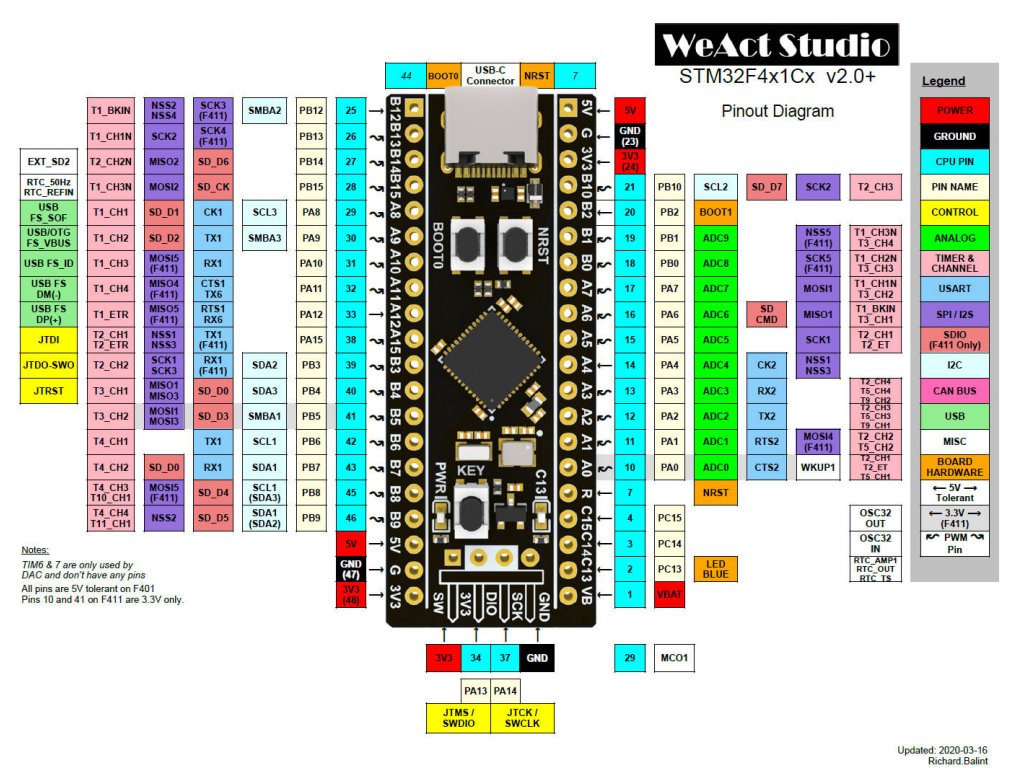 WeAct Studio
STM32F4x1Cx v2.0+
Pinout Diagram
44 BOOT0 USB-C Connector NRST 7
T1_BKIN NSS2 NSS4 SCK3 (F411) SMBA2 PB12 25
T1_CH1N SCK2 SCK4 (F411) PB13 26
T2_CH2N MISO2 SD_D6 PB14 27
EXT_SD2
RTC_50Hz RTC_REFIN T1_CH3N MOSI2 SD_CK PB15 28
USB FS_SOF T1_CH1 SD_D1 CK1 SCL3 PA8 29
USB/OTG FS_VBUS T1_CH2 SD_D2 TX1 SMBA3 PA9 30
USB FS_ID T1_CH3 MOSI5 (F411) RX1 PA10 31
USB FS DM(-) T1_CH4 MISO4 (F411) CTS1 TX6 PA11 32
USB FS DP(+) T1_ETR MISO5 (F411) RTS1 RX6 PA12 33
JTDI T2_CH1 T2_ETR NSS1 NSS3 TX1 (F411) PA15 38
JTDO-SWO T2_CH2 SCK1 SCK3 RX1 (F411) SDA2 PB3 39
JTRST T3_CH1 MISO1 MISO3 SD_D0 SDA3 PB4 40
T3_CH2 MOSI1 MOSI3 SD_D3 SMBA1 PB5 41
T4_CH1 TX1 SCL1 PB6 42
T4_CH2 SD_D0 RX1 SDA1 PB7 43
T4_CH3 T10_CH1 MOSI5 (F411) SD_D4 SCL1 (SDA3) PB8 45
T4_CH4 T11_CH1 NSS2 SD_D5 SDA1 (SDA2) PB9 46
5V
GND (47)
3V3 (48)
B12 B13 B14 B15 A8 A9 A10 A11 A12 A15 B3 B4 B5 B6 B7 B8 B9 5V G 3V3
BOOT0 NRST
KEY
PWR C13
5V G 3V3 B10 B2 B1 B0 A7 A6 A5 A4 A3 A2 A1 A0 R C15 C14 C13 VB
SW 3V3 DIO SCK GND
5V
GND (23)
3V3 (24)
21 PB10 SCL2 SD_D7 SCK2 T2_CH3
20 PB2 BOOT1
19 PB1 ADC9 NSS5 (F411) T1_CH3N T3_CH4
18 PB0 ADC8 SCK5 (F411) T1_CH2N T3_CH3
17 PA7 ADC7 MOSI1 T1_CH1N T3_CH2
16 PA6 ADC6 SD CMD MISO1 T1_BKIN T3_CH1
15 PA5 ADC5 SCK1 T2_CH1 T2_ET
14 PA4 ADC4 CK2 NSS1 NSS3
13 PA3 ADC3 RX2 T2_CH4 T5_CH4 T9_CH2
12 PA2 ADC2 TX2 T2_CH3 T5_CH3 T9_CH1
11 PA1 ADC1 RTS2 MOSI4 (F411) T2_CH2 T5_CH2
10 PA0 ADC0 CTS2 WKUP1 T2_CH1 T2_ET T5_CH1
7 NRST
4 PC15 OSC32 OUT
3 PC14 OSC32 IN
2 PC13 LED BLUE RTC_AMP1 RTC_OUT RTC_TS
1 VBAT
3V3 34 37 GND
29 MCO1
PA13 PA14
JTMS / SWDIO JTCK / SWCLK
Legend
POWER
GROUND
CPU PIN
PIN NAME
CONTROL
ANALOG
TIMER & CHANNEL
USART
SPI / I2S
SDIO (F411 Only)
I2C
CAN BUS
USB
MISC
BOARD HARDWARE
← 5V → Tolerant
← 3.3V → (F411)
PWM Pin
Notes:
TIM6 & 7 are only used by
DAC and don't have any pins
All pins are 5V tolerant on F401
Pins 10 and 41 on F411 are 3.3V only.
Updated: 2020-03-16
Richard.Balint